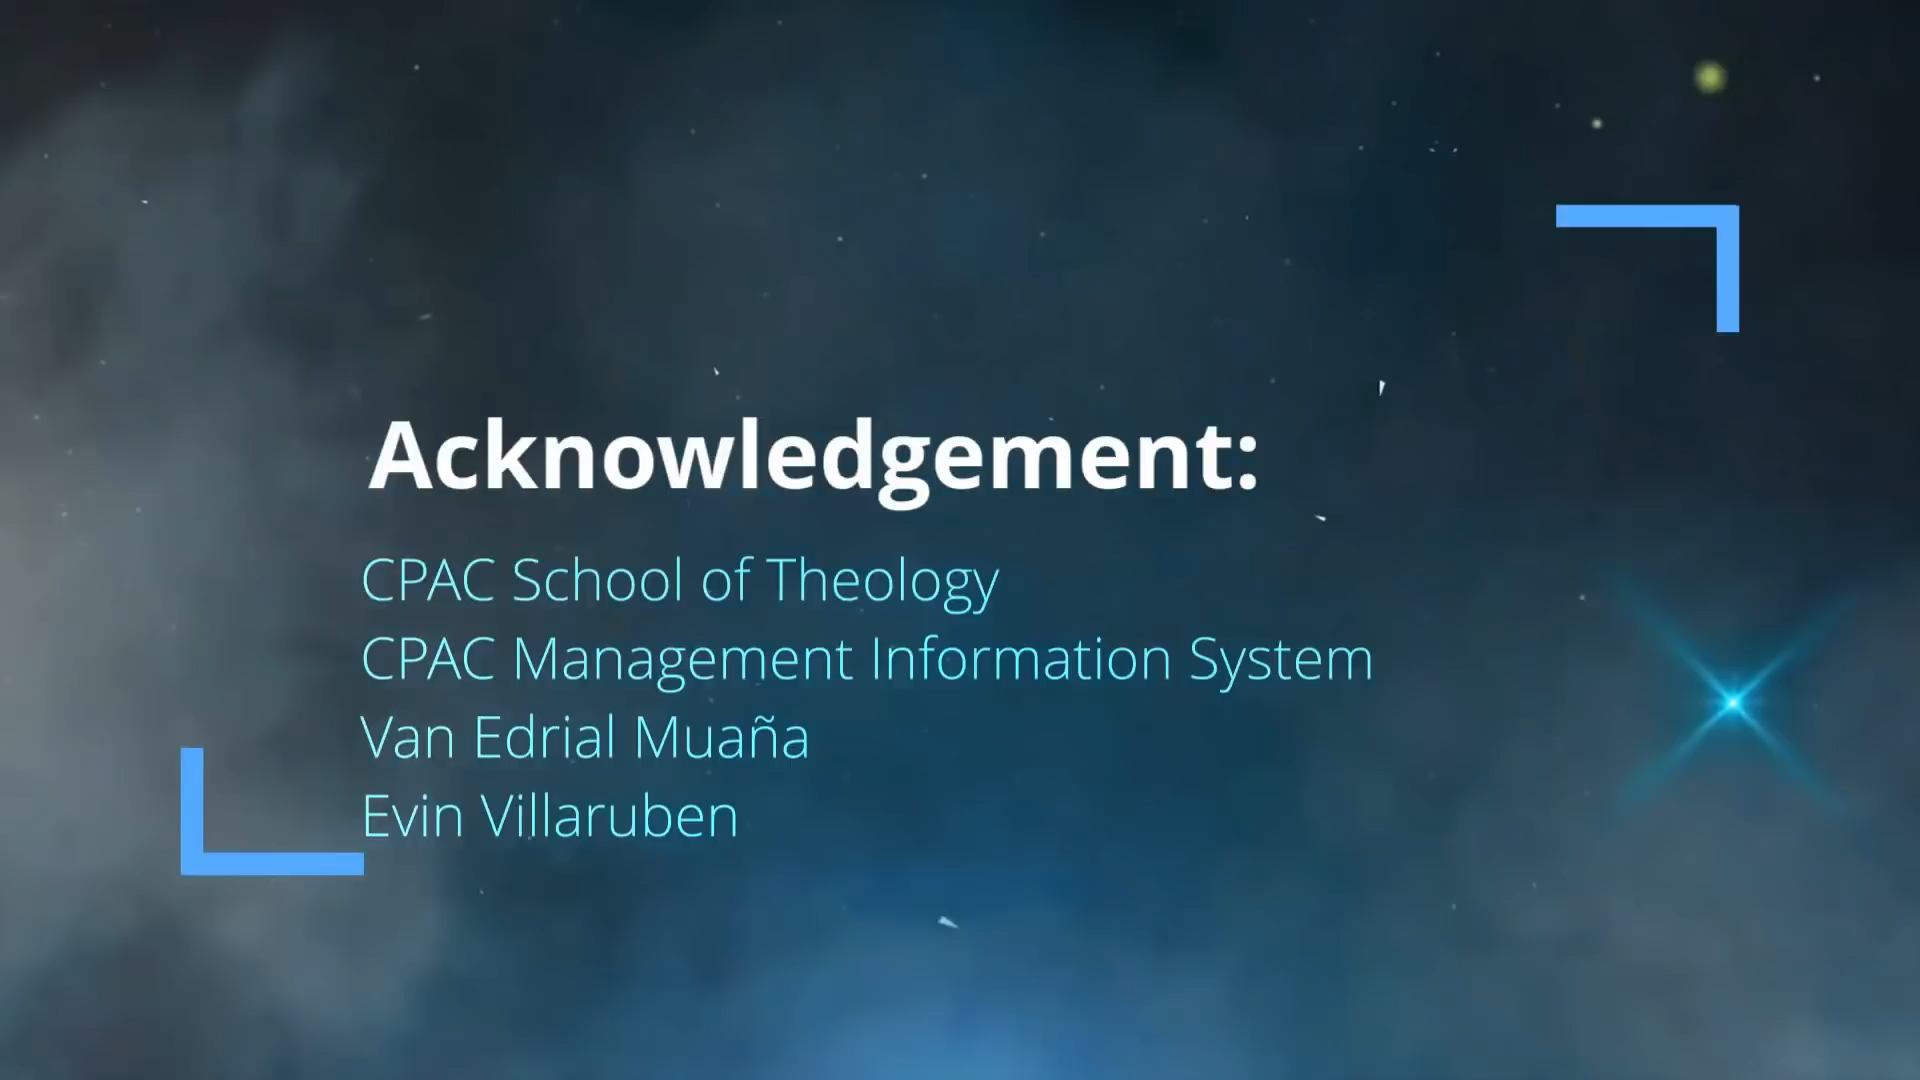 Acknowledgement:
CPAC School of Theology
CPAC Management Information System
Van Edrial Muaña
Evin Villaruben